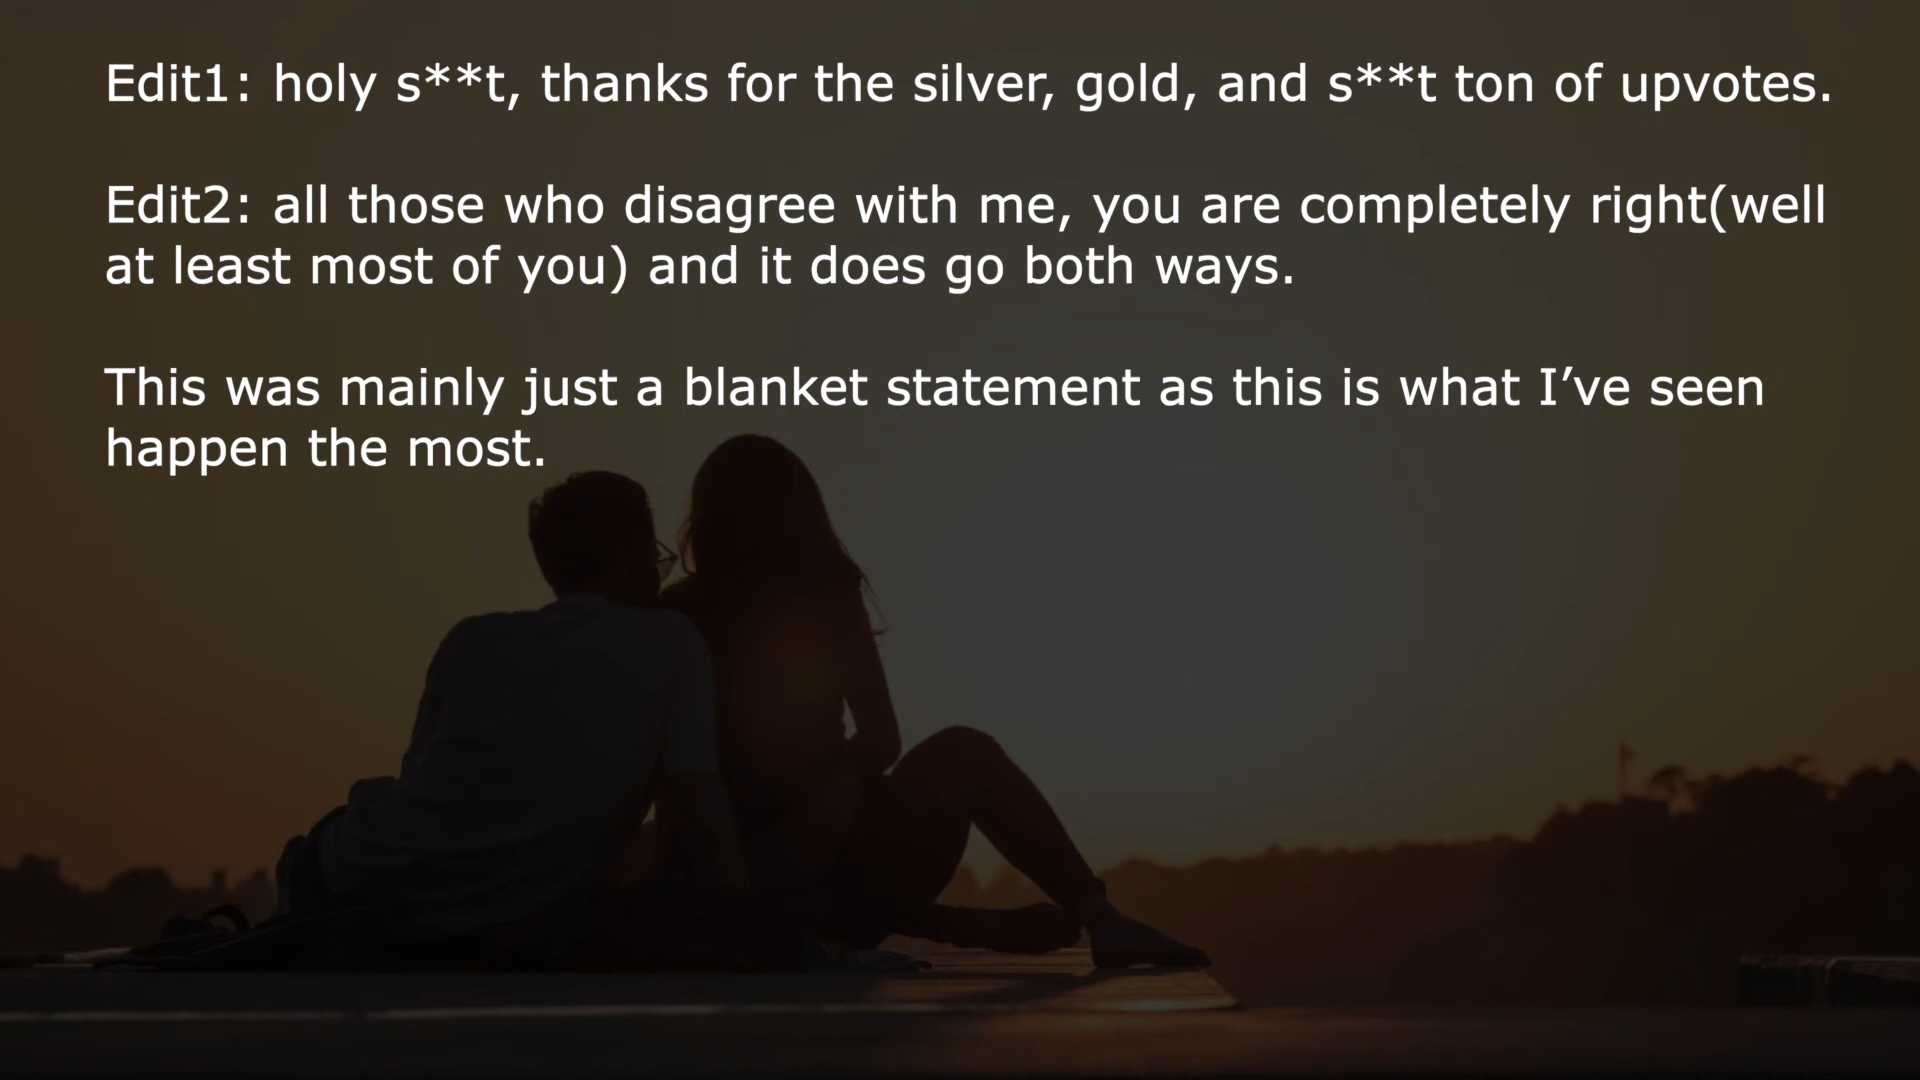 Edit1: holy s**t, thanks for the silver, gold, and s**t ton of upvotes.
Edit2: all those who disagree with me, you are completely right(well
at least most of you) and it does go both ways.
This was mainly just a blanket statement as this is what I’ve seen
happen the most.